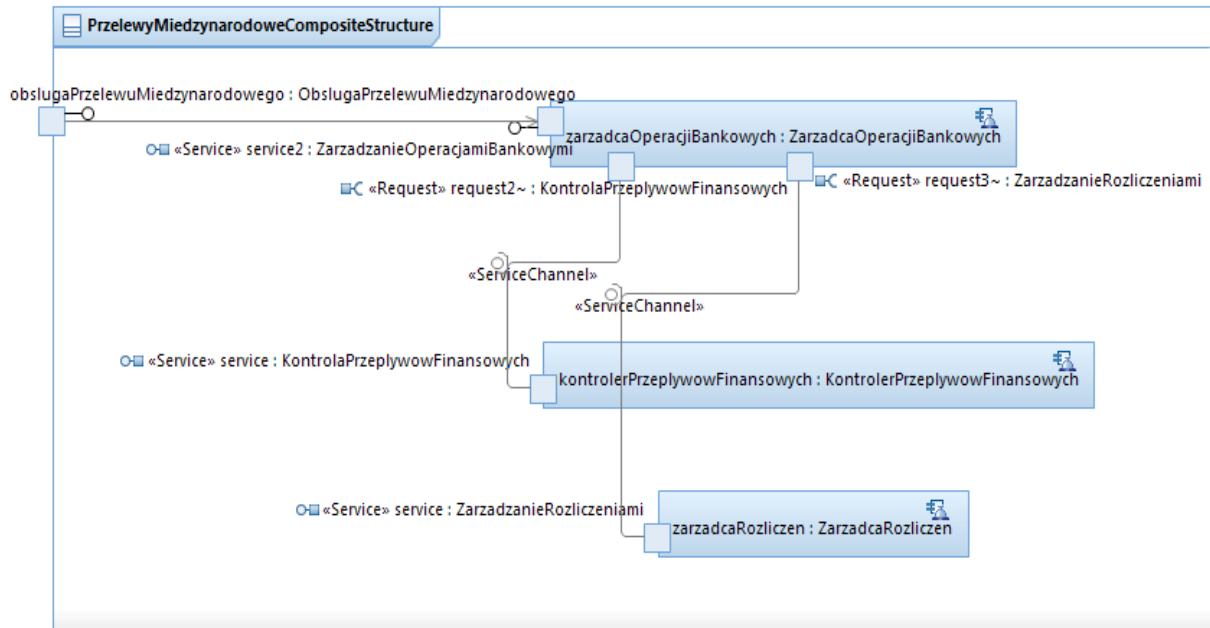 PrzelewyMiedzynarodoweCompositeStructure
obslugaPrzelewuMiedzynarodowego : ObslugaPrzelewuMiedzynarodowego
zarzadcaOperacjiBankowych : ZarzadcaOperacjiBankowych
«Service» service2 : ZarzadzanieOperacjamiBankowymi
«Request» request2~ : KontrolaPrzeplywowFinansowych
«Request» request3~ : ZarzadzanieRozliczeniami
«ServiceChannel»
«ServiceChannel»
«Service» service : KontrolaPrzeplywowFinansowych
kontrolerPrzeplywowFinansowych : KontrolerPrzeplywowFinansowych
«Service» service : ZarzadzanieRozliczeniami
zarzadcaRozliczen : ZarzadcaRozliczen